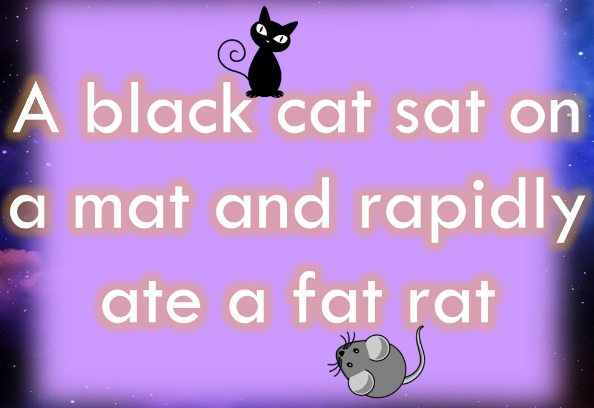 A black cat sat on
a mat and rapidly
ate a fat rat